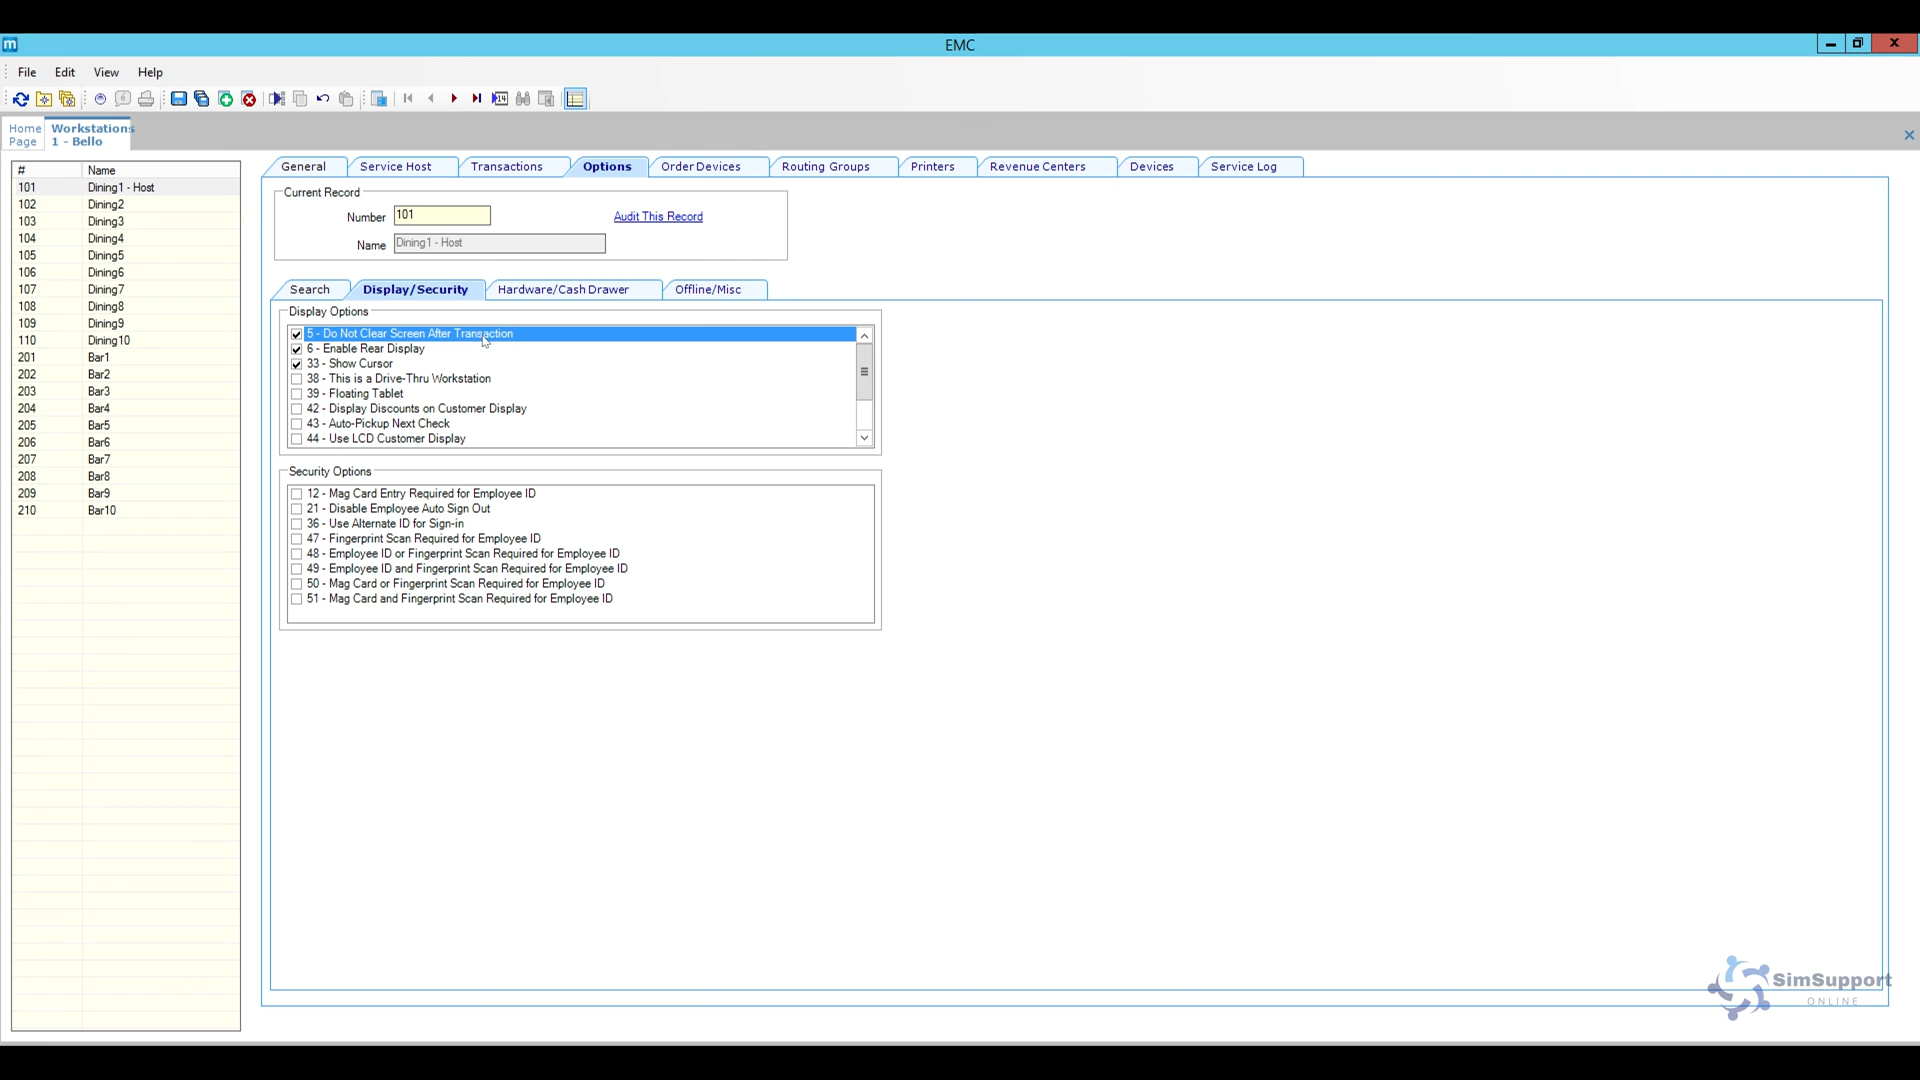 m
EMC
File Edit View Help
Home Page
Workstations 1 - Bello
# Name
101 Dining1 - Host
102 Dining2
103 Dining3
104 Dining4
105 Dining5
106 Dining6
107 Dining7
108 Dining8
109 Dining9
110 Dining10
201 Bar1
202 Bar2
203 Bar3
204 Bar4
205 Bar5
206 Bar6
207 Bar7
208 Bar8
209 Bar9
210 Bar10
General Service Host Transactions Options Order Devices Routing Groups Printers Revenue Centers Devices Service Log
Current Record
Number 101 Audit This Record
Name Dining1 - Host
Search Display/Security Hardware/Cash Drawer Offline/Misc
Display Options
5 - Do Not Clear Screen After Transaction
6 - Enable Rear Display
33 - Show Cursor
38 - This is a Drive-Thru Workstation
39 - Floating Tablet
42 - Display Discounts on Customer Display
43 - Auto-Pickup Next Check
44 - Use LCD Customer Display
Security Options
12 - Mag Card Entry Required for Employee ID
21 - Disable Employee Auto Sign Out
36 - Use Alternate ID for Sign-in
47 - Fingerprint Scan Required for Employee ID
48 - Employee ID or Fingerprint Scan Required for Employee ID
49 - Employee ID and Fingerprint Scan Required for Employee ID
50 - Mag Card or Fingerprint Scan Required for Employee ID
51 - Mag Card and Fingerprint Scan Required for Employee ID
SimSupport
ONLINE